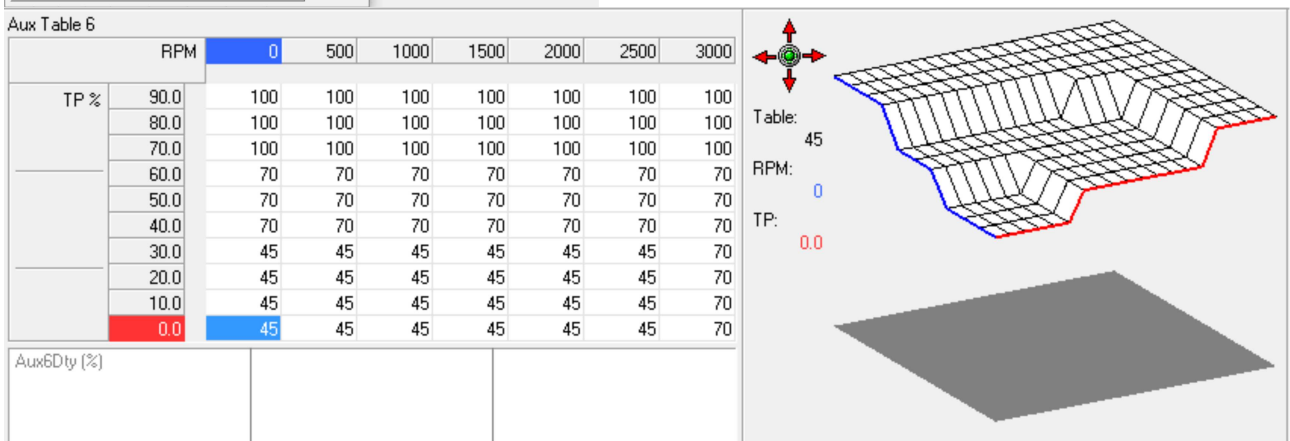 Aux Table 6
RPM 0 500 1000 1500 2000 2500 3000
TP % 90.0 100 100 100 100 100 100 100
80.0 100 100 100 100 100 100 100
70.0 100 100 100 100 100 100 100
60.0 70 70 70 70 70 70 70
50.0 70 70 70 70 70 70 70
40.0 70 70 70 70 70 70 70
30.0 45 45 45 45 45 45 70
20.0 45 45 45 45 45 45 70
10.0 45 45 45 45 45 45 70
0.0 45 45 45 45 45 45 70
Aux6Dty (%)
Table:
45
RPM:
0
TP:
0.0